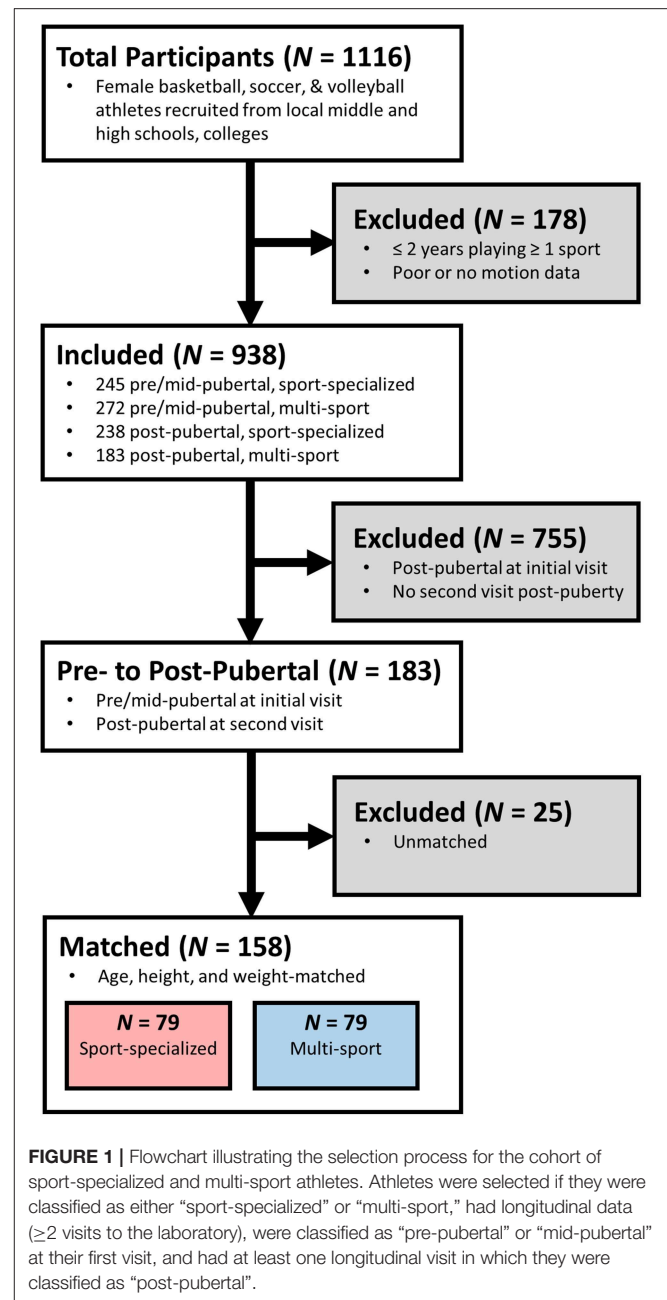 Total Participants (N = 1116)
• Female basketball, soccer, & volleyball
athletes recruited from local middle and
high schools, colleges
Excluded (N = 178)
• ≤ 2 years playing ≥ 1 sport
• Poor or no motion data
Included (N = 938)
• 245 pre/mid-pubertal, sport-specialized
• 272 pre/mid-pubertal, multi-sport
• 238 post-pubertal, sport-specialized
• 183 post-pubertal, multi-sport
Excluded (N = 755)
• Post-pubertal at initial visit
• No second visit post-puberty
Pre- to Post-Pubertal (N = 183)
• Pre/mid-pubertal at initial visit
• Post-pubertal at second visit
Excluded (N = 25)
• Unmatched
Matched (N = 158)
• Age, height, and weight-matched
N = 79
Sport-specialized
N = 79
Multi-sport
FIGURE 1 | Flowchart illustrating the selection process for the cohort of
sport-specialized and multi-sport athletes. Athletes were selected if they were
classified as either “sport-specialized” or “multi-sport,” had longitudinal data
(≥2 visits to the laboratory), were classified as “pre-pubertal” or “mid-pubertal”
at their first visit, and had at least one longitudinal visit in which they were
classified as “post-pubertal”.